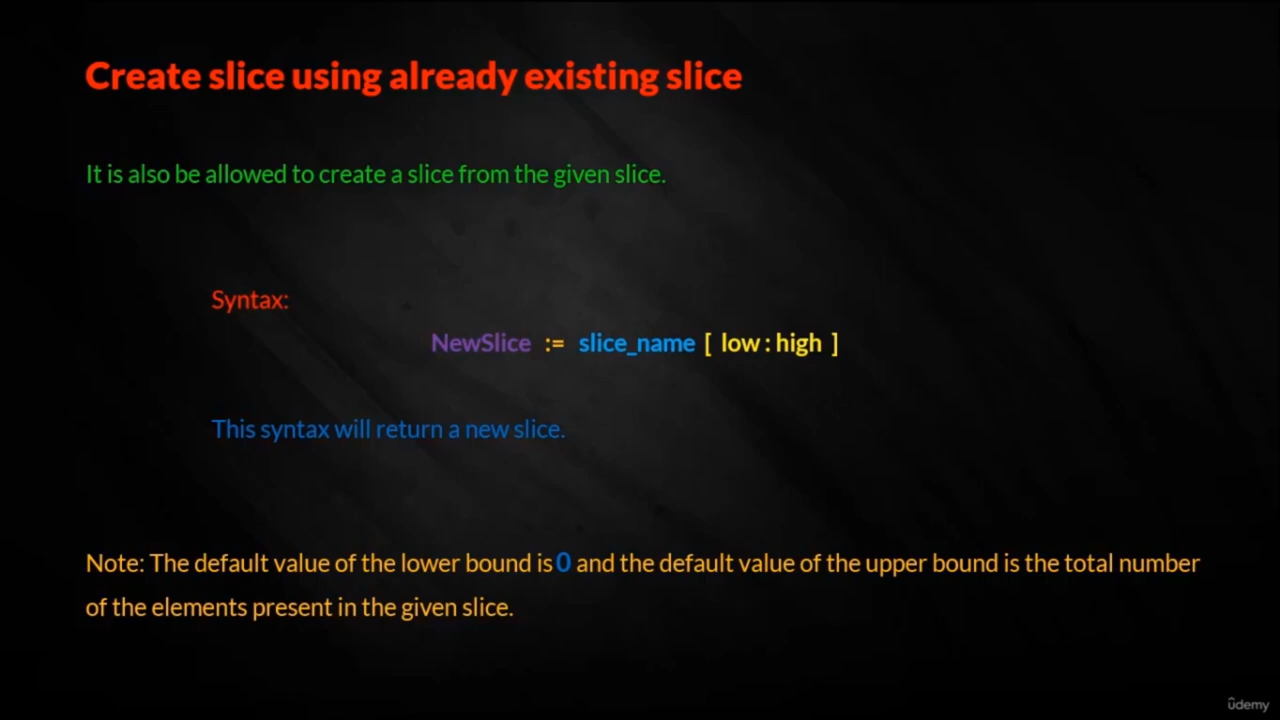 Create slice using already existing slice
It is also be allowed to create a slice from the given slice.
Syntax:
NewSlice := slice_name [ low : high ]
This syntax will return a new slice.
Note: The default value of the lower bound is 0 and the default value of the upper bound is the total number
of the elements present in the given slice.
ûdemy